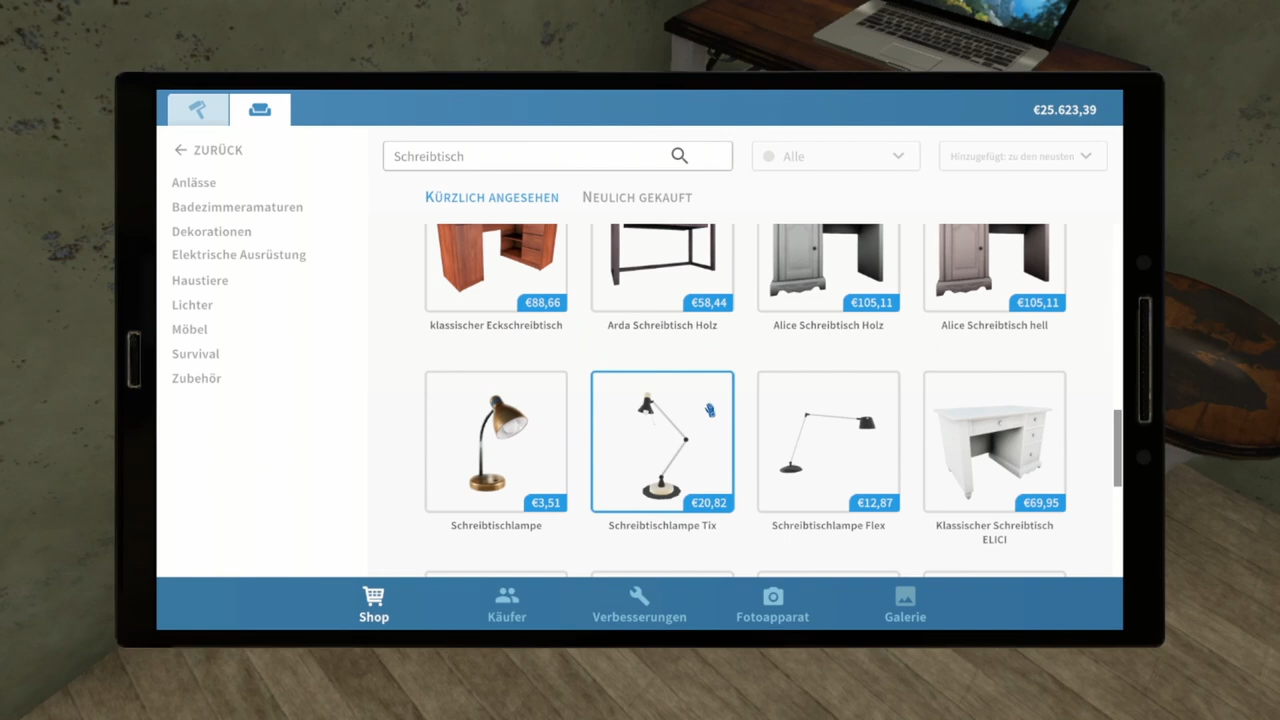 €25.623,39
ZURÜCK
Schreibtisch
Alle
Hinzugefügt: zu den neusten
Anlässe
Badezimmeramaturen
Dekorationen
Elektrische Ausrüstung
Haustiere
Lichter
Möbel
Survival
Zubehör
KÜRZLICH ANGESEHEN
NEULICH GEKAUFT
€88,66
€58,44
€105,11
€105,11
klassischer Eckschreibtisch
Arda Schreibtisch Holz
Alice Schreibtisch Holz
Alice Schreibtisch hell
€3,51
€20,82
€12,87
€69,95
Schreibtischlampe
Schreibtischlampe Tix
Schreibtischlampe Flex
Klassischer Schreibtisch
ELICI
Shop
Käufer
Verbesserungen
Fotoapparat
Galerie